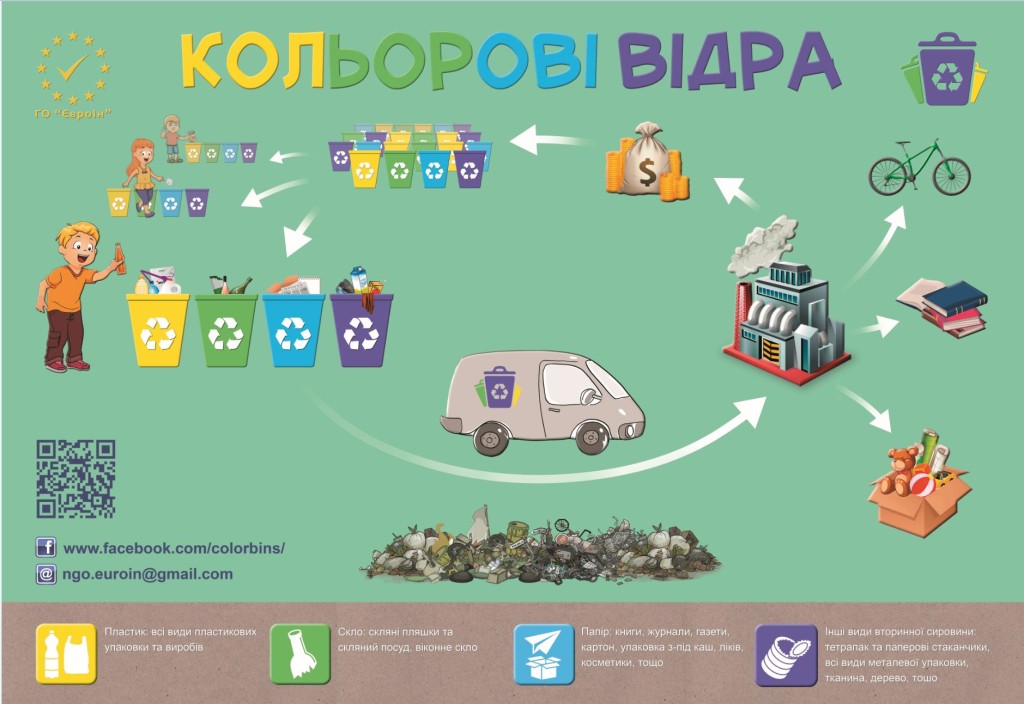 КОЛЬОРОВІ ВІДРА
ГО "Євроін"
$
f www.facebook.com/colorbins/
@ ngo.euroin@gmail.com
Пластик: всі види пластикових
упаковки та виробів
Скло: скляні пляшки та
скляний посуд, віконне скло
Папір: книги, журнали, газети,
картон, упаковка з-під каш, ліків,
косметики, тощо
Інші види вторинної сировини:
тетрапак та паперові стаканчики,
всі види металевої упаковки,
тканина, дерево, тошо